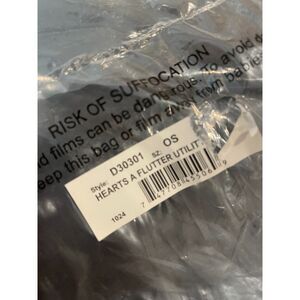 RISK OF SUFFOCATION
films can be dangerous. To avoid
this bag or film away from babies
Style: D30301 SZ: OS
HEARTS A FLUTTER UTILIT
1024